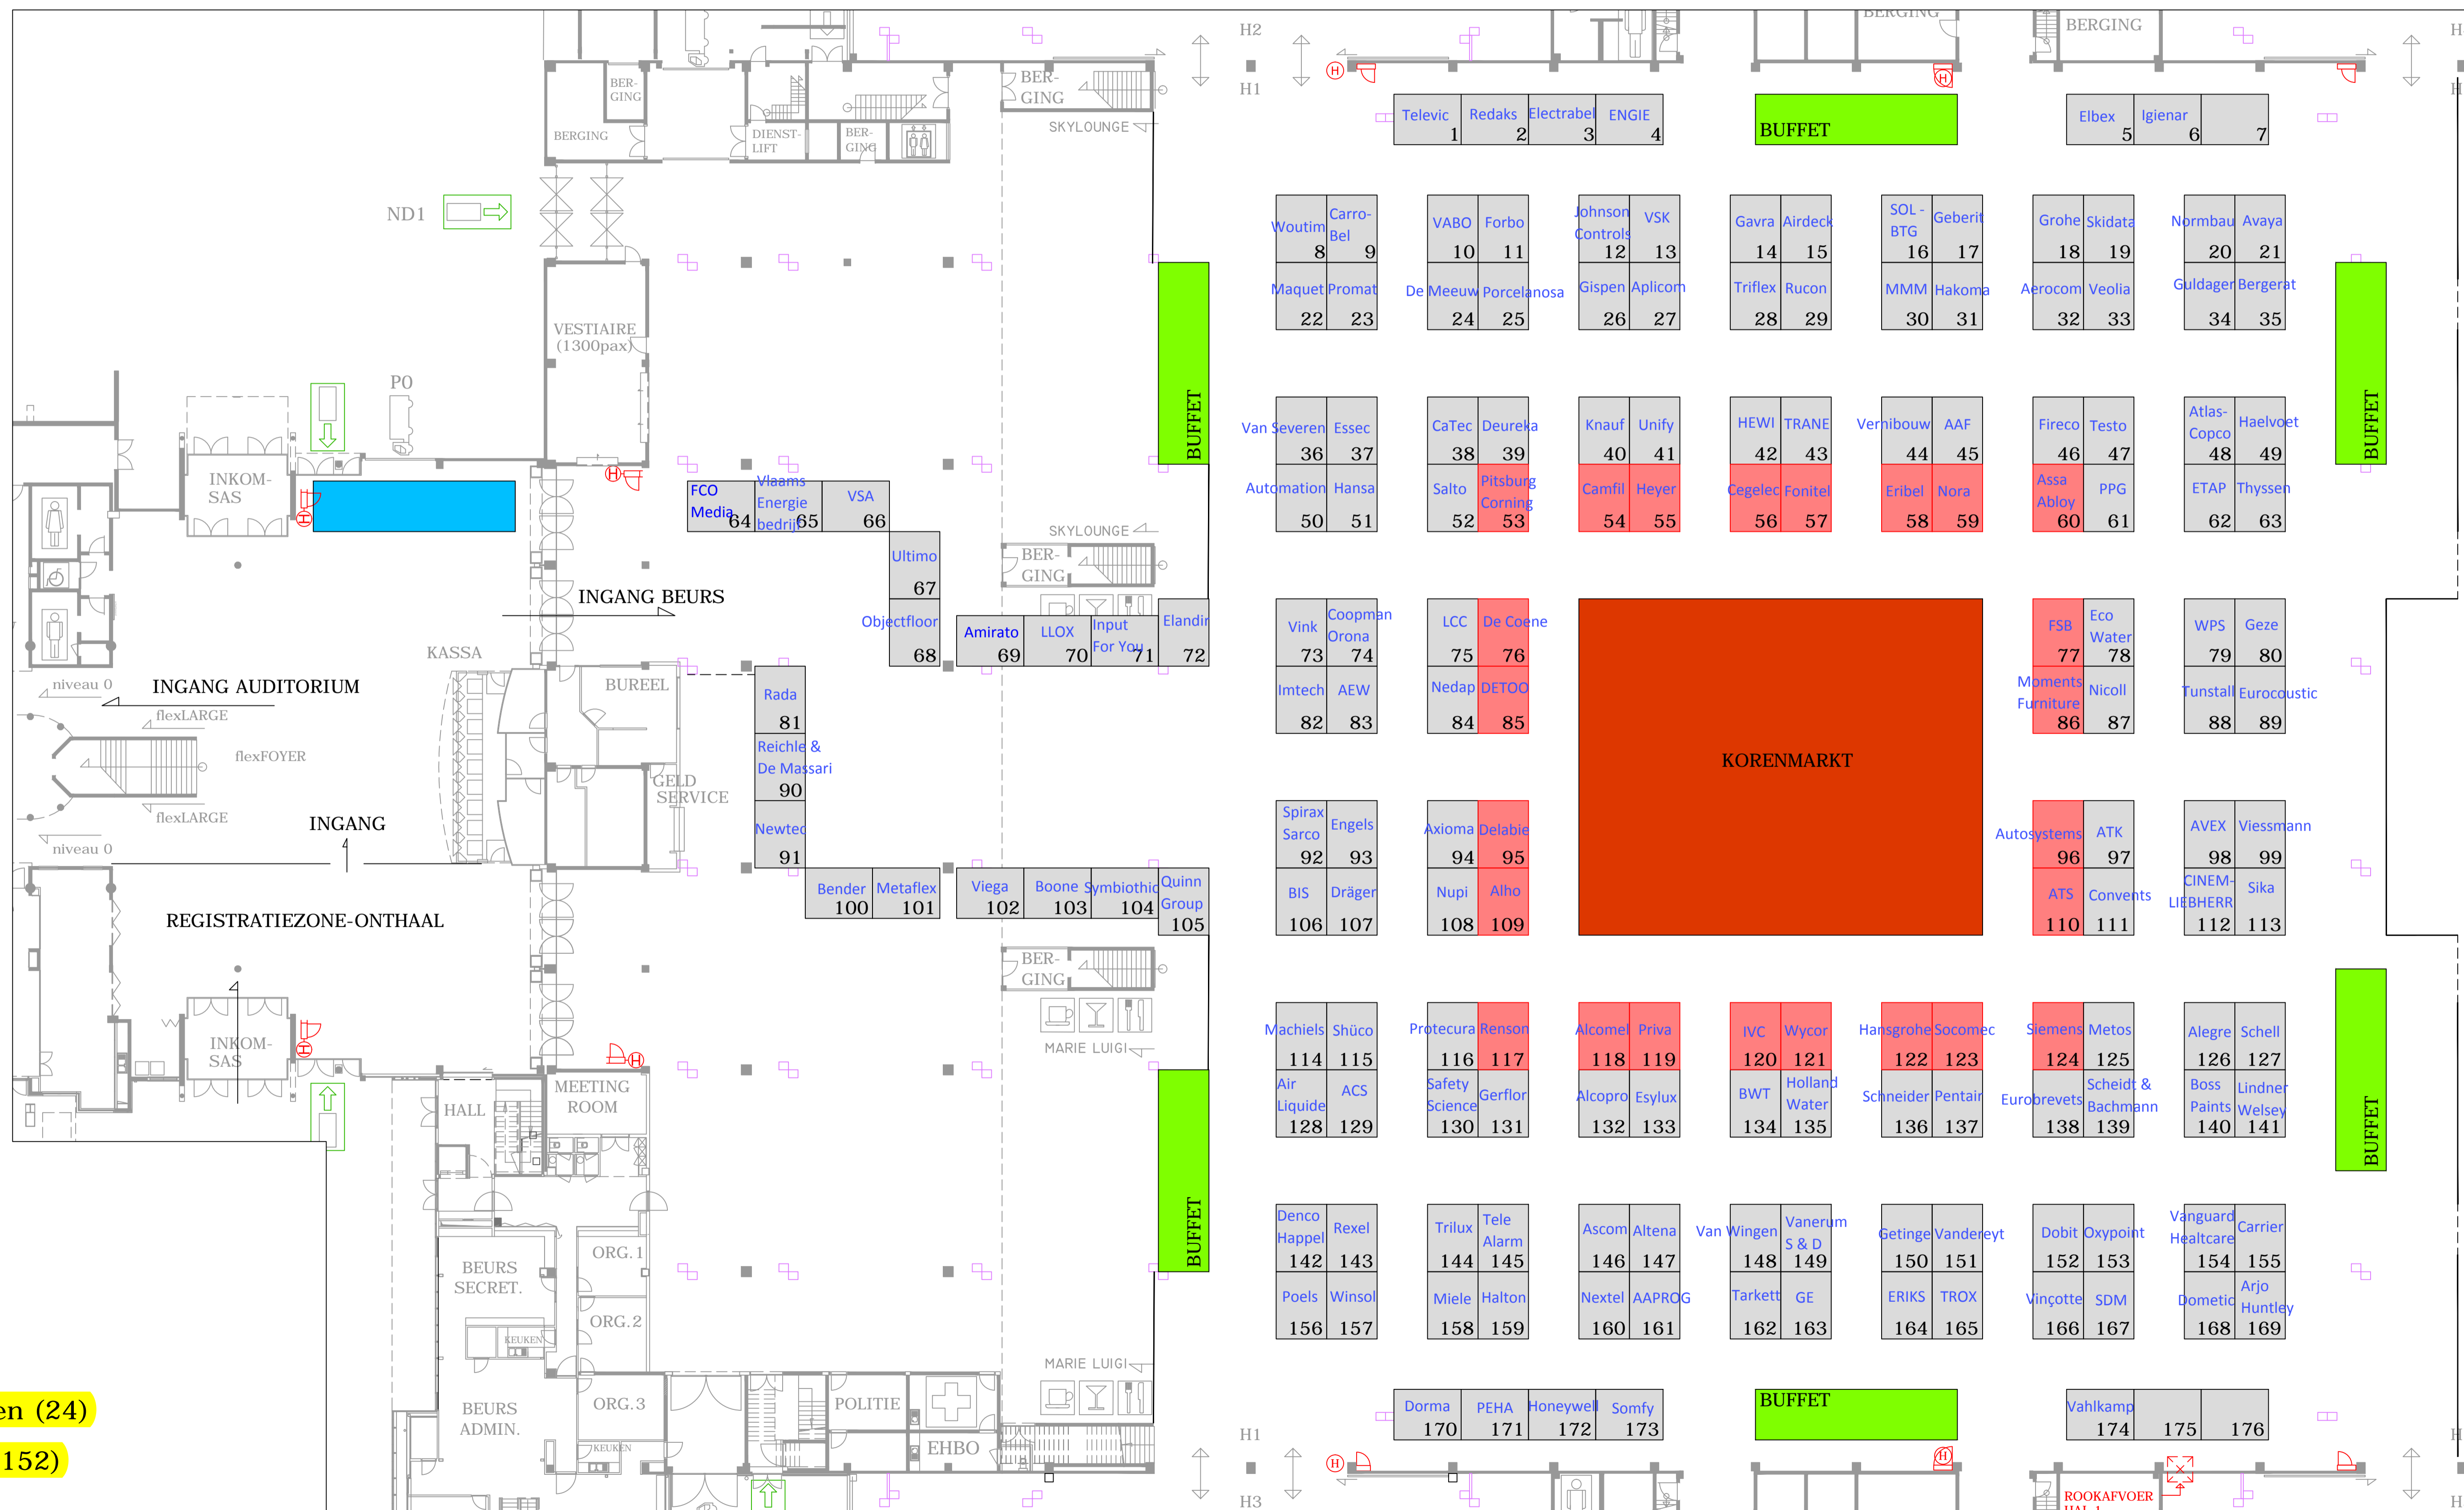 BERGING
BERGING
H2
H
H1
H
BER-
GING
BERGING
DIENST-
LIFT
BER-
GING
BER-
GING
SKYLOUNGE
Televic 1
Redaks 2
Electrabel 3
ENGIE 4
BUFFET
Elbex 5
Igienar 6
7
ND1
Woutim 8
Carro-
Bel 9
VABO 10
Forbo 11
Johnson
Controls 12
VSK 13
Gavra 14
Airdeck 15
SOL -
BTG 16
Geberit 17
Grohe 18
Skidata 19
Normbau 20
Avaya 21
Maquet 22
Promat 23
De Meeuw 24
Porcelanosa 25
Gispen 26
Aplicom 27
Triflex 28
Rucon 29
MMM 30
Hakoma 31
Aerocom 32
Veolia 33
Guldager 34
Bergerat 35
VESTIAIRE
(1300pax)
P0
BUFFET
BUFFET
Van Severen 36
Essec 37
CaTec 38
Deureka 39
Knauf 40
Unify 41
HEWI 42
TRANE 43
Vernibouw 44
AAF 45
Fireco 46
Testo 47
Atlas-
Copco 48
Haelvoet 49
Automation 50
Hansa 51
Salto 52
Pitsburg
Corning 53
Camfil 54
Heyer 55
Cegelec 56
Fonitel 57
Eribel 58
Nora 59
Assa
Abloy 60
PPG 61
ETAP 62
Thyssen 63
INKOM-
SAS
FCO
Media 64
Vlaams
Energie
bedrijf 65
VSA 66
Ultimo 67
SKYLOUNGE
BER-
GING
INGANG BEURS
Objectfloor 68
Amirato 69
LLOX 70
Input
For You 71
Elandir 72
Vink 73
Coopman
Orona 74
LCC 75
De Coene 76
FSB 77
Eco
Water 78
WPS 79
Geze 80
KASSA
BUREEL
Rada 81
Imtech 82
AEW 83
Nedap 84
DETOO 85
Moments
Furniture 86
Nicoll 87
Tunstall 88
Eurocoustic 89
niveau 0
INGANG AUDITORIUM
flexLARGE
flexFOYER
flexLARGE
niveau 0
Reichle &
De Massari 90
GELD
SERVICE
KORENMARKT
INGANG
Newtec 91
Spirax
Sarco 92
Engels 93
Axioma 94
Delabie 95
Autosystems 96
ATK 97
AVEX 98
Viessmann 99
Bender 100
Metaflex 101
Viega 102
Boone 103
Symbiothic 104
Quinn
Group 105
BIS 106
Dräger 107
Nupi 108
Alho 109
ATS 110
Convents 111
CINEM-
LIEBHERR 112
Sika 113
REGISTRATIEZONE-ONTHAAL
BER-
GING
MARIE LUIGI
INKOM-
SAS
Machiels 114
Shüco 115
Protecura 116
Renson 117
Alcomel 118
Priva 119
IVC 120
Wycor 121
Hansgrohe 122
Socomec 123
Siemens 124
Metos 125
Alegre 126
Schell 127
MEETING
ROOM
HALL
Air
Liquide 128
ACS 129
Safety
Science 130
Gerflor 131
Alcopro 132
Esylux 133
BWT 134
Holland
Water 135
Schneider 136
Pentair 137
Eurobrevets 138
Scheidt &
Bachmann 139
Boss
Paints 140
Lindner
Welsey 141
BUFFET
BUFFET
Denco
Happel 142
Rexel 143
Trilux 144
Tele
Alarm 145
Ascom 146
Altena 147
Van Wingen 148
Vanerum
S & D 149
Getinge 150
Vandereyt 151
Dobit 152
Oxypoint 153
Vanguard
Healtcare 154
Carrier 155
Poels 156
Winsol 157
Miele 158
Halton 159
Nextel 160
AAPROG 161
Tarkett 162
GE 163
ERIKS 164
TROX 165
Vinçotte 166
SDM 167
Dometic 168
Arjo
Huntley 169
BEURS
SECRET.
ORG.1
ORG.2
KEUKEN
MARIE LUIGI
BEURS
ADMIN.
ORG.3
KEUKEN
POLITIE
EHBO
en (24)
152)
Dorma 170
PEHA 171
Honeywell 172
Somfy 173
BUFFET
Vahlkamp 174
175
176
H1
H
H3
H
ROOKAFVOER
HAL 1